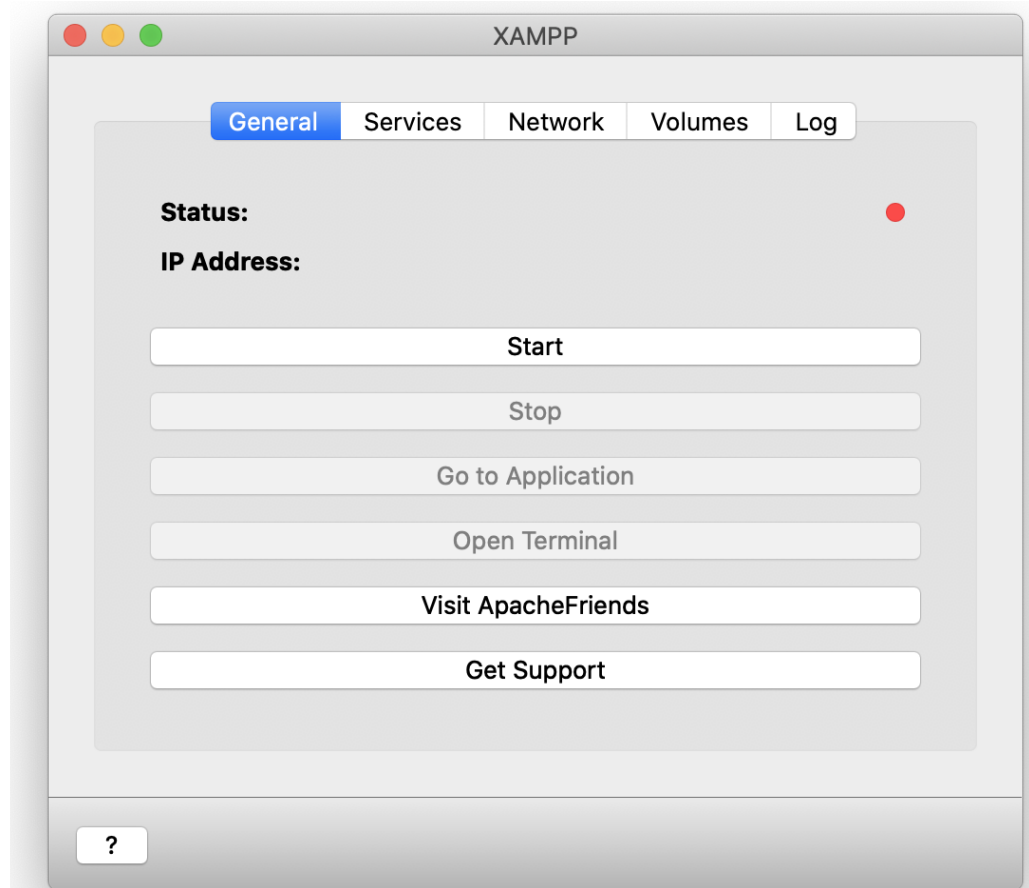 XAMPP
General Services Network Volumes Log
Status:
IP Address:
Start
Stop
Go to Application
Open Terminal
Visit ApacheFriends
Get Support
?